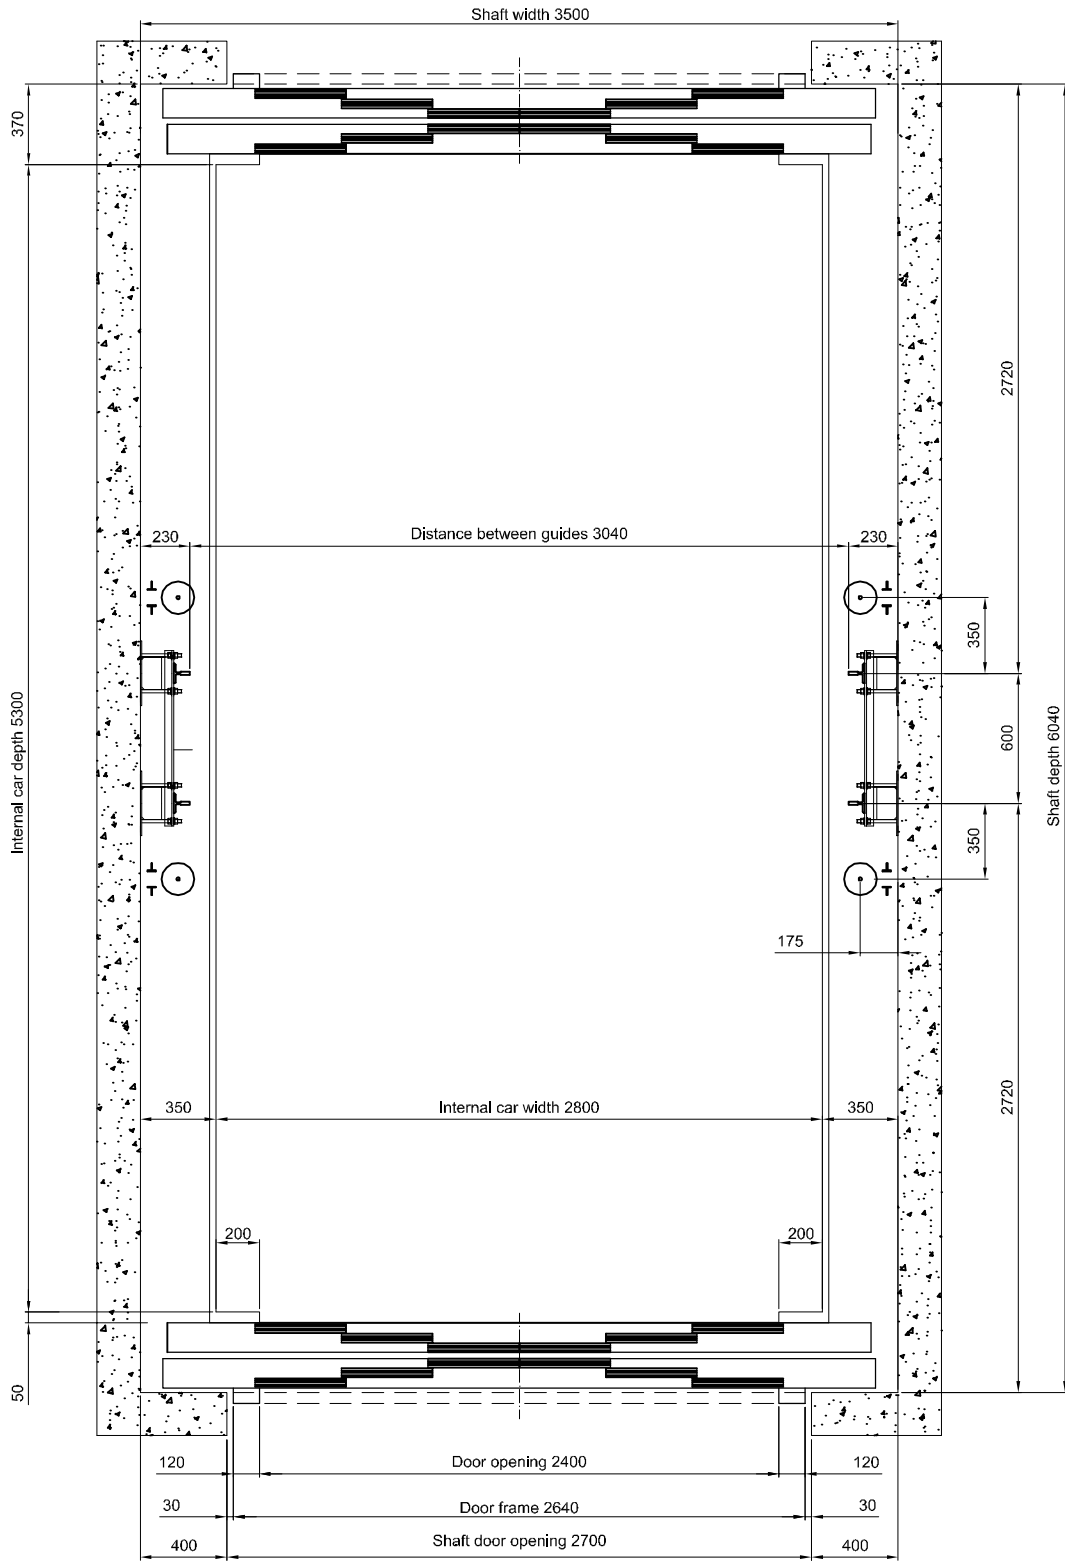 Shaft width 3500
370
2720
Distance between guides 3040
230
230
350
Internal car depth 5300
600
Shaft depth 6040
350
175
350
Internal car width 2800
350
2720
200
200
50
120
Door opening 2400
120
30
Door frame 2640
30
400
Shaft door opening 2700
400